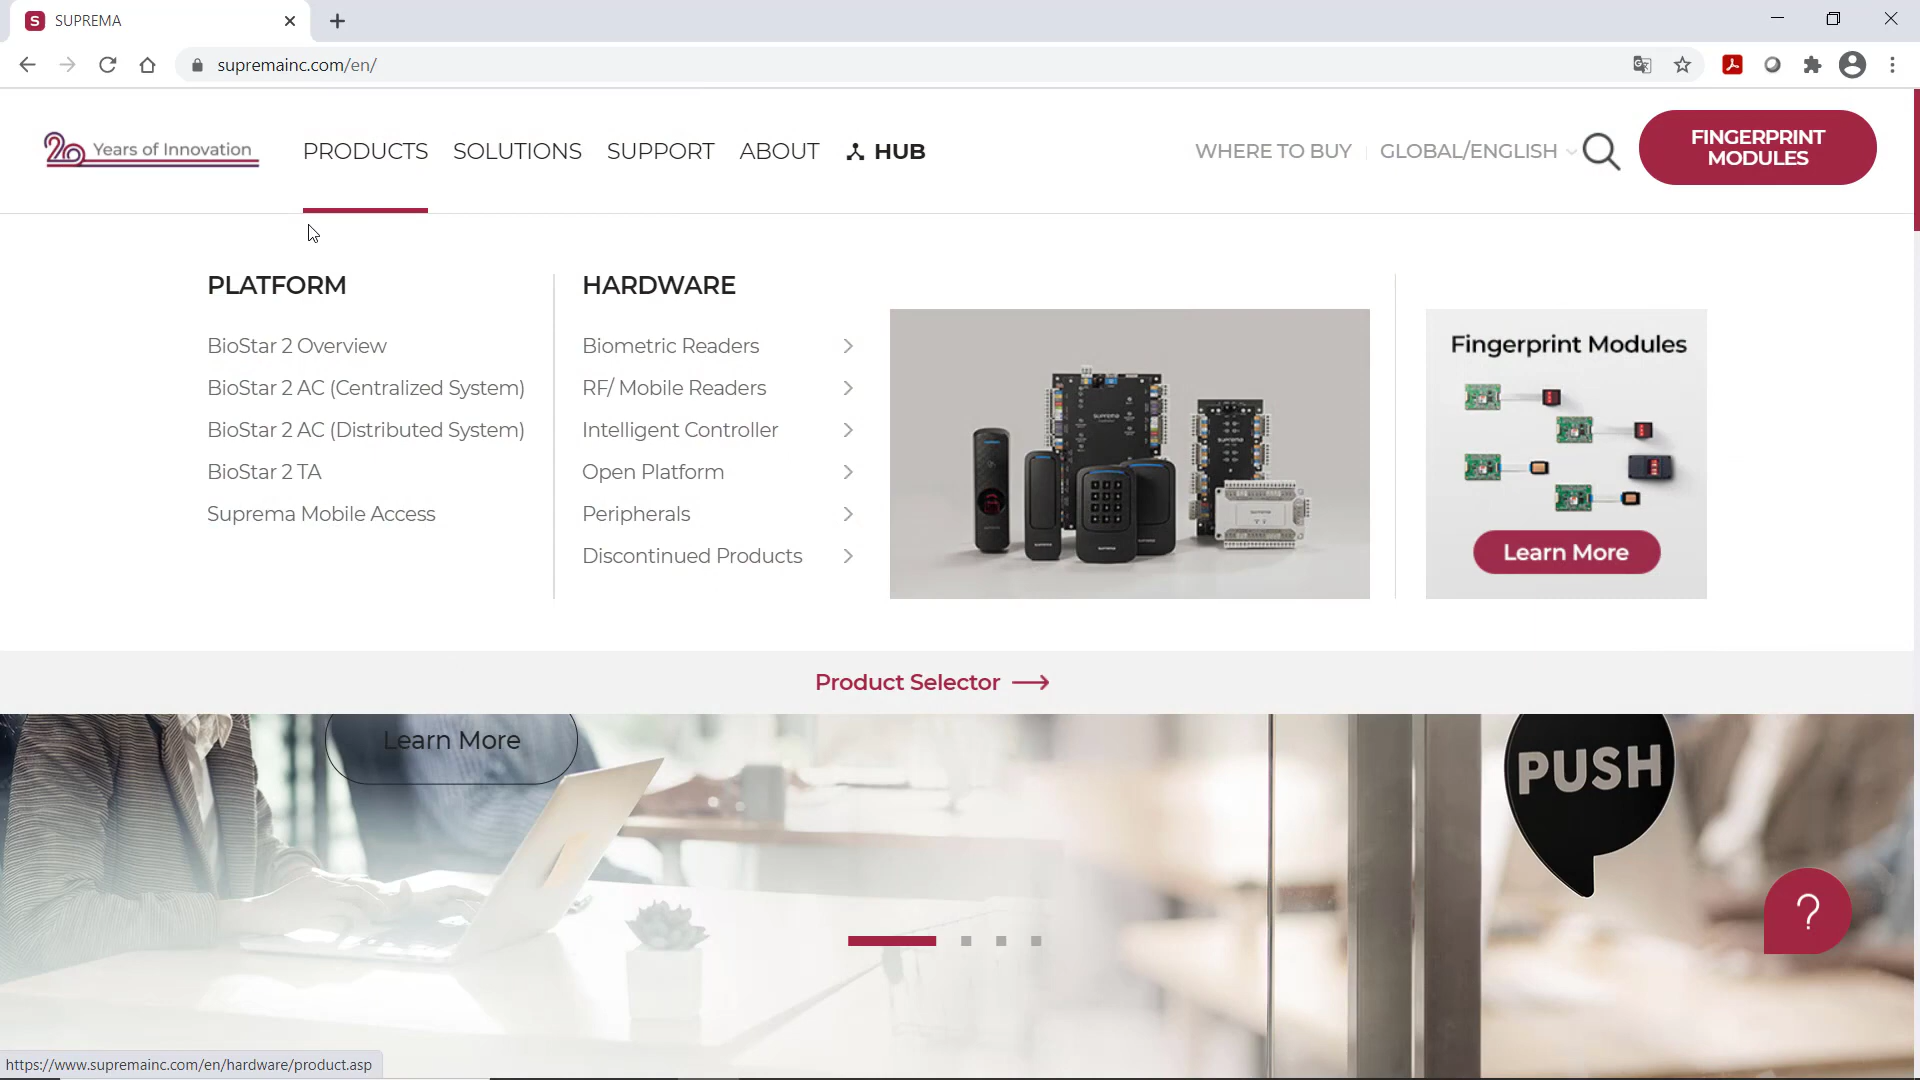 SUPREMA
supremainc.com/en/
20 Years of Innovation
PRODUCTS
SOLUTIONS
SUPPORT
ABOUT
HUB
WHERE TO BUY
GLOBAL/ENGLISH
FINGERPRINT
MODULES
PLATFORM
BioStar 2 Overview
BioStar 2 AC (Centralized System)
BioStar 2 AC (Distributed System)
BioStar 2 TA
Suprema Mobile Access
HARDWARE
Biometric Readers
RF/ Mobile Readers
Intelligent Controller
Open Platform
Peripherals
Discontinued Products
Fingerprint Modules
Learn More
Product Selector
Learn More
PUSH
?
https://www.supremainc.com/en/hardware/product.asp